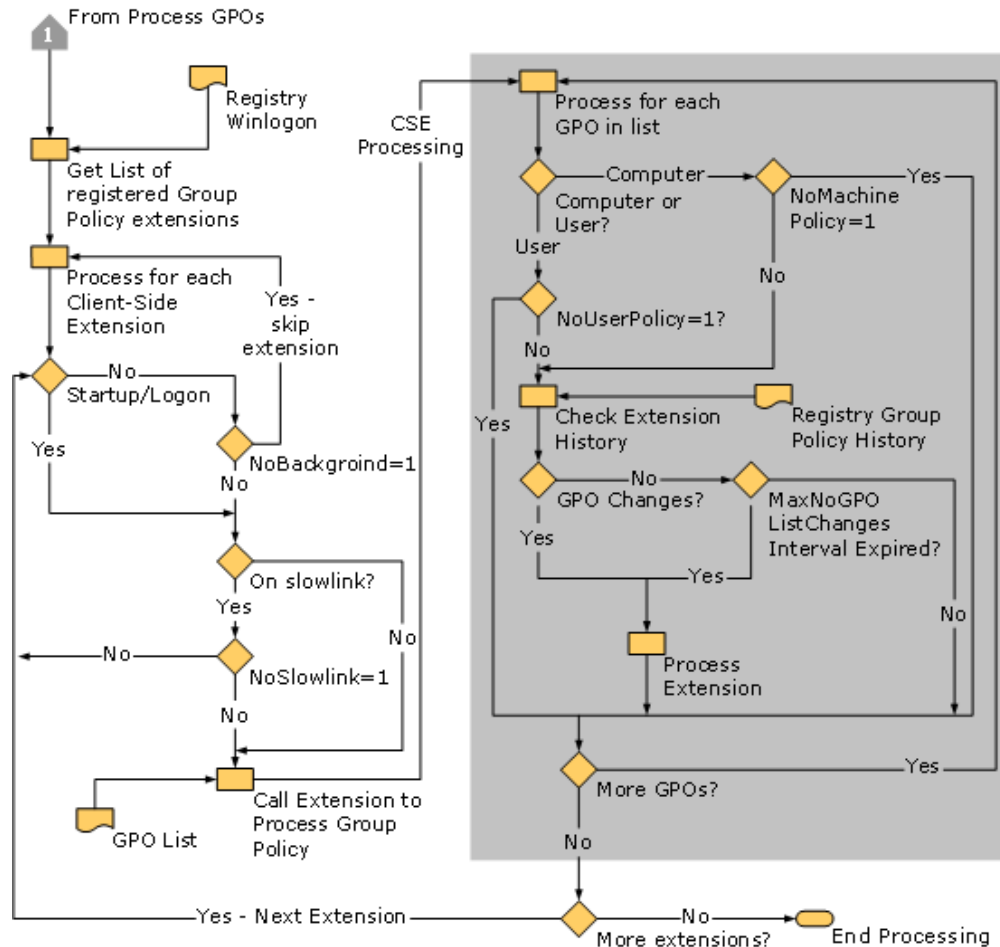 From Process GPOs
1
Registry
Winlogon
Get List of
registered Group
Policy extensions
Process for each
Client-Side
Extension
Yes -
skip
extension
Startup/Logon
No
Yes
NoBackgroind=1
No
On slowlink?
Yes
No
NoSlowlink=1
No
No
Call Extension to
Process Group
Policy
GPO List
CSE
Processing
Process for each
GPO in list
Computer
Computer or
User?
NoMachine
Policy=1
Yes
User
No
NoUserPolicy=1?
No
Yes
Check Extension
History
Registry Group
Policy History
GPO Changes?
No
MaxNoGPO
ListChanges
Interval Expired?
Yes
Yes
No
Process
Extension
More GPOs?
Yes
No
Yes - Next Extension
More extensions?
No
End Processing